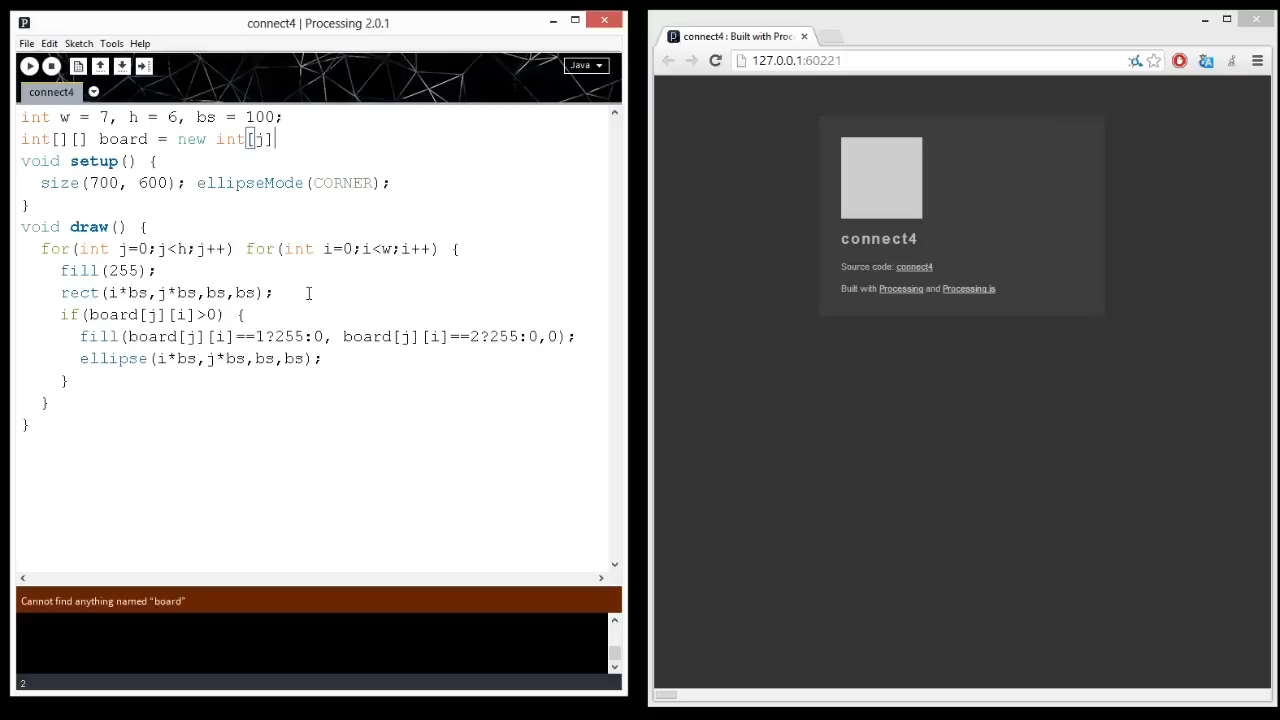 connect4 | Processing 2.0.1
File Edit Sketch Tools Help
Java
connect4
int w = 7, h = 6, bs = 100;
int[][] board = new int[j]
void setup() {
size(700, 600); ellipseMode(CORNER);
}
void draw() {
for(int j=0;j<h;j++) for(int i=0;i<w;i++) {
fill(255);
rect(i*bs,j*bs,bs,bs);
if(board[j][i]>0) {
fill(board[j][i]==1?255:0, board[j][i]==2?255:0,0);
ellipse(i*bs,j*bs,bs,bs);
}
}
}
Cannot find anything named “board”
2
connect4 : Built with Proc
127.0.0.1:60221
connect4
Source code: connect4
Built with Processing and Processing.js